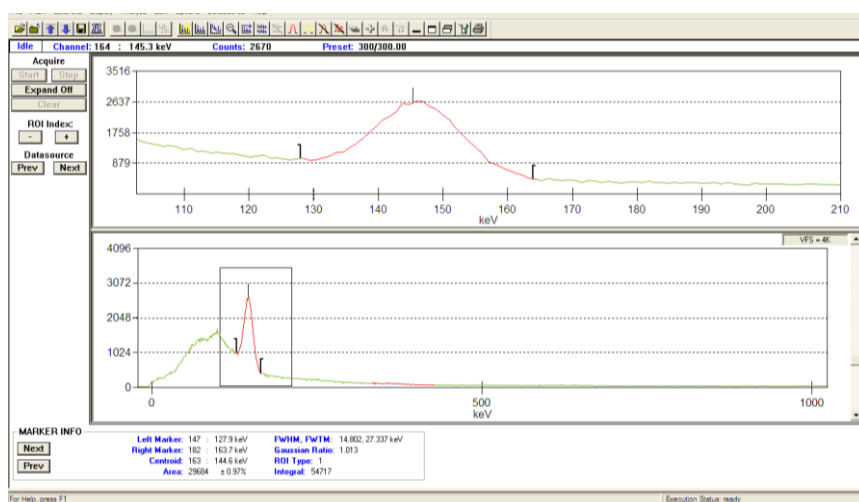 Idle Channel: 164 : 145.3 keV Counts: 2670 Preset: 300/300.00
Acquire
Start Stop
Expand Off
Clear
ROI Index:
- +
Datasource
Prev Next
3516
2637
1758
879
110 120 130 140 150 160 170 180 190 200 210
keV
VFS = 4K
4096
3072
2048
1024
0
0 500 1000
keV
MARKER INFO
Next
Prev
Left Marker: 147 : 127.9 keV FWHM, FWTM: 14.802, 27.337 keV
Right Marker: 182 : 163.7 keV Gaussian Ratio: 1.013
Centroid: 163 : 144.6 keV ROI Type: 1
Area: 29684 ± 0.97% Integral: 54717
For Help, press F1 Execution Status: ready